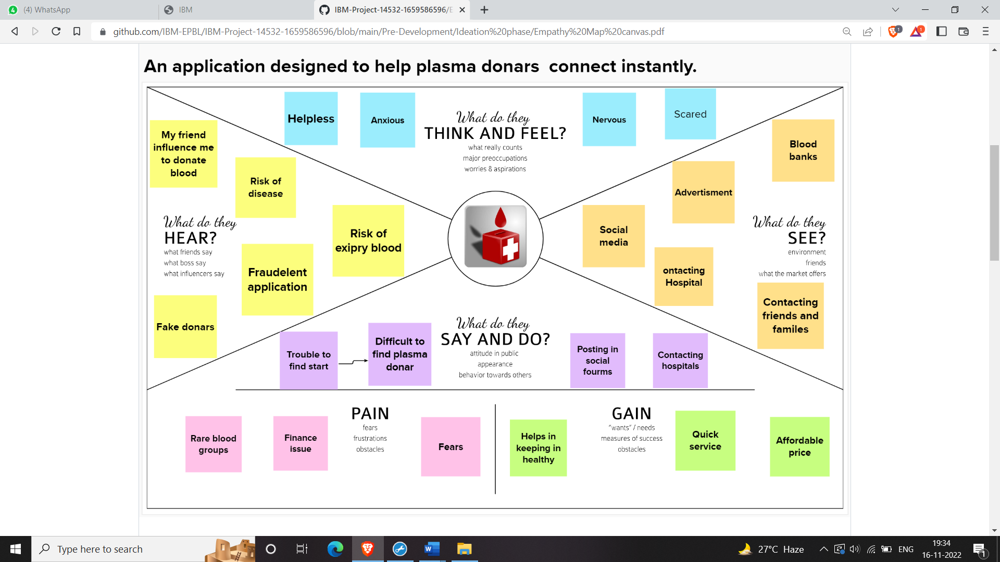 (4) WhatsApp
IBM
IBM-Project-14532-1659586596/E
github.com/IBM-EPBL/IBM-Project-14532-1659586596/blob/main/Pre-Development/Ideation%20phase/Empathy%20Map%20canvas.pdf
1
1
An application designed to help plasma donars connect instantly.
Helpless
Anxious
What do they
THINK AND FEEL?
what really counts
major preoccupations
worries & aspirations
Nervous
Scared
My friend
influence me
to donate
blood
Risk of
disease
What do they
HEAR?
what friends say
what boss say
what influencers say
Risk of
exipry blood
Fraudelent
application
Fake donars
Blood
banks
Advertisment
Social
media
What do they
SEE?
environment
friends
what the market offers
ontacting
Hospital
Contacting
friends and
familes
Trouble to
find start
Difficult to
find plasma
donar
What do they
SAY AND DO?
attitude in public
appearance
behavior towards others
Posting in
social
fourms
Contacting
hospitals
PAIN
fears
frustrations
obstacles
Rare blood
groups
Finance
issue
Fears
GAIN
"wants" / needs
measures of success
obstacles
Helps in
keeping in
healthy
Quick
service
Affordable
price
Type here to search
27°C Haze
ENG
19:34
16-11-2022
1